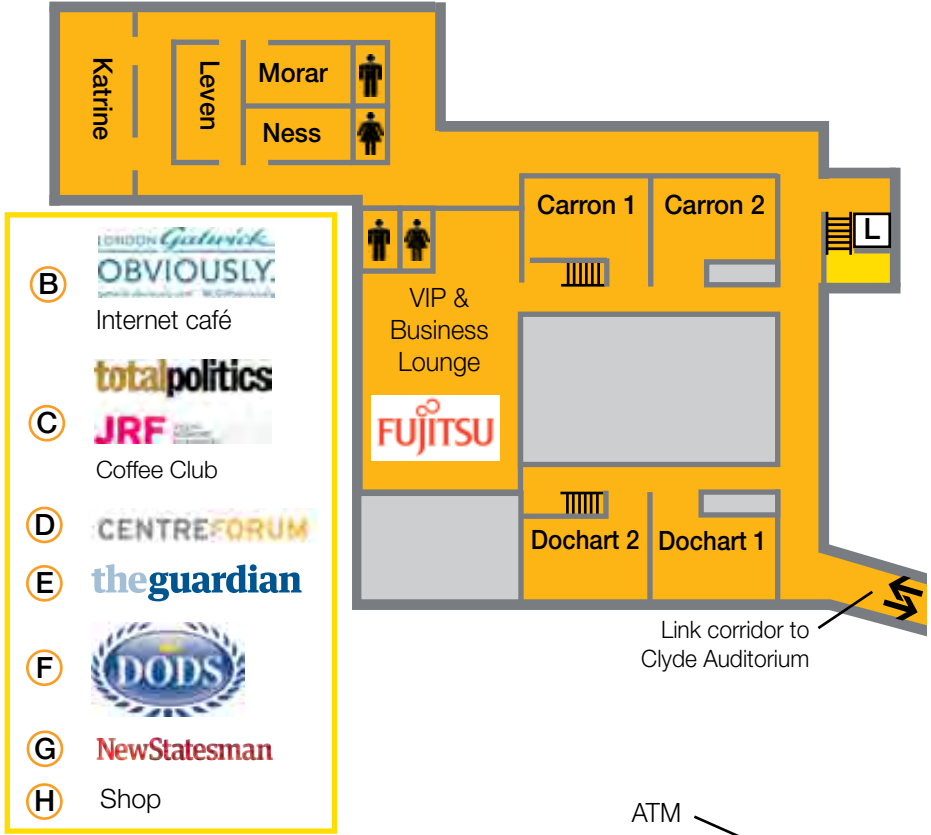 Katrine
Leven
Morar
Ness
Carron 1
Carron 2
L
VIP &
Business
Lounge
FUJITSU
Dochart 2
Dochart 1
Link corridor to
Clyde Auditorium
ATM
B
LONDON Gatwick
OBVIOUSLY.
Internet café
C
totalpolitics
JRF
Coffee Club
D
CENTREFORUM
E
theguardian
F
DODS
G
NewStatesman
H
Shop